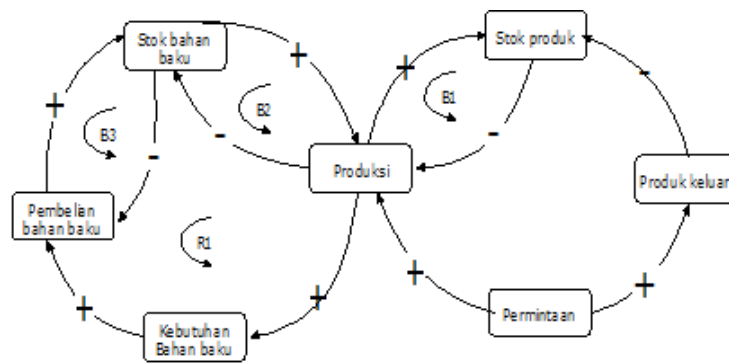 Stok bahan
baku
Stok produk
+
+
+
-
B2
B1
+
B3
-
-
-
Produksi
Pembelian
bahan baku
Produk keluar
R1
+
+
+
+
+
Permintaan
Kebutuhan
Bahan baku